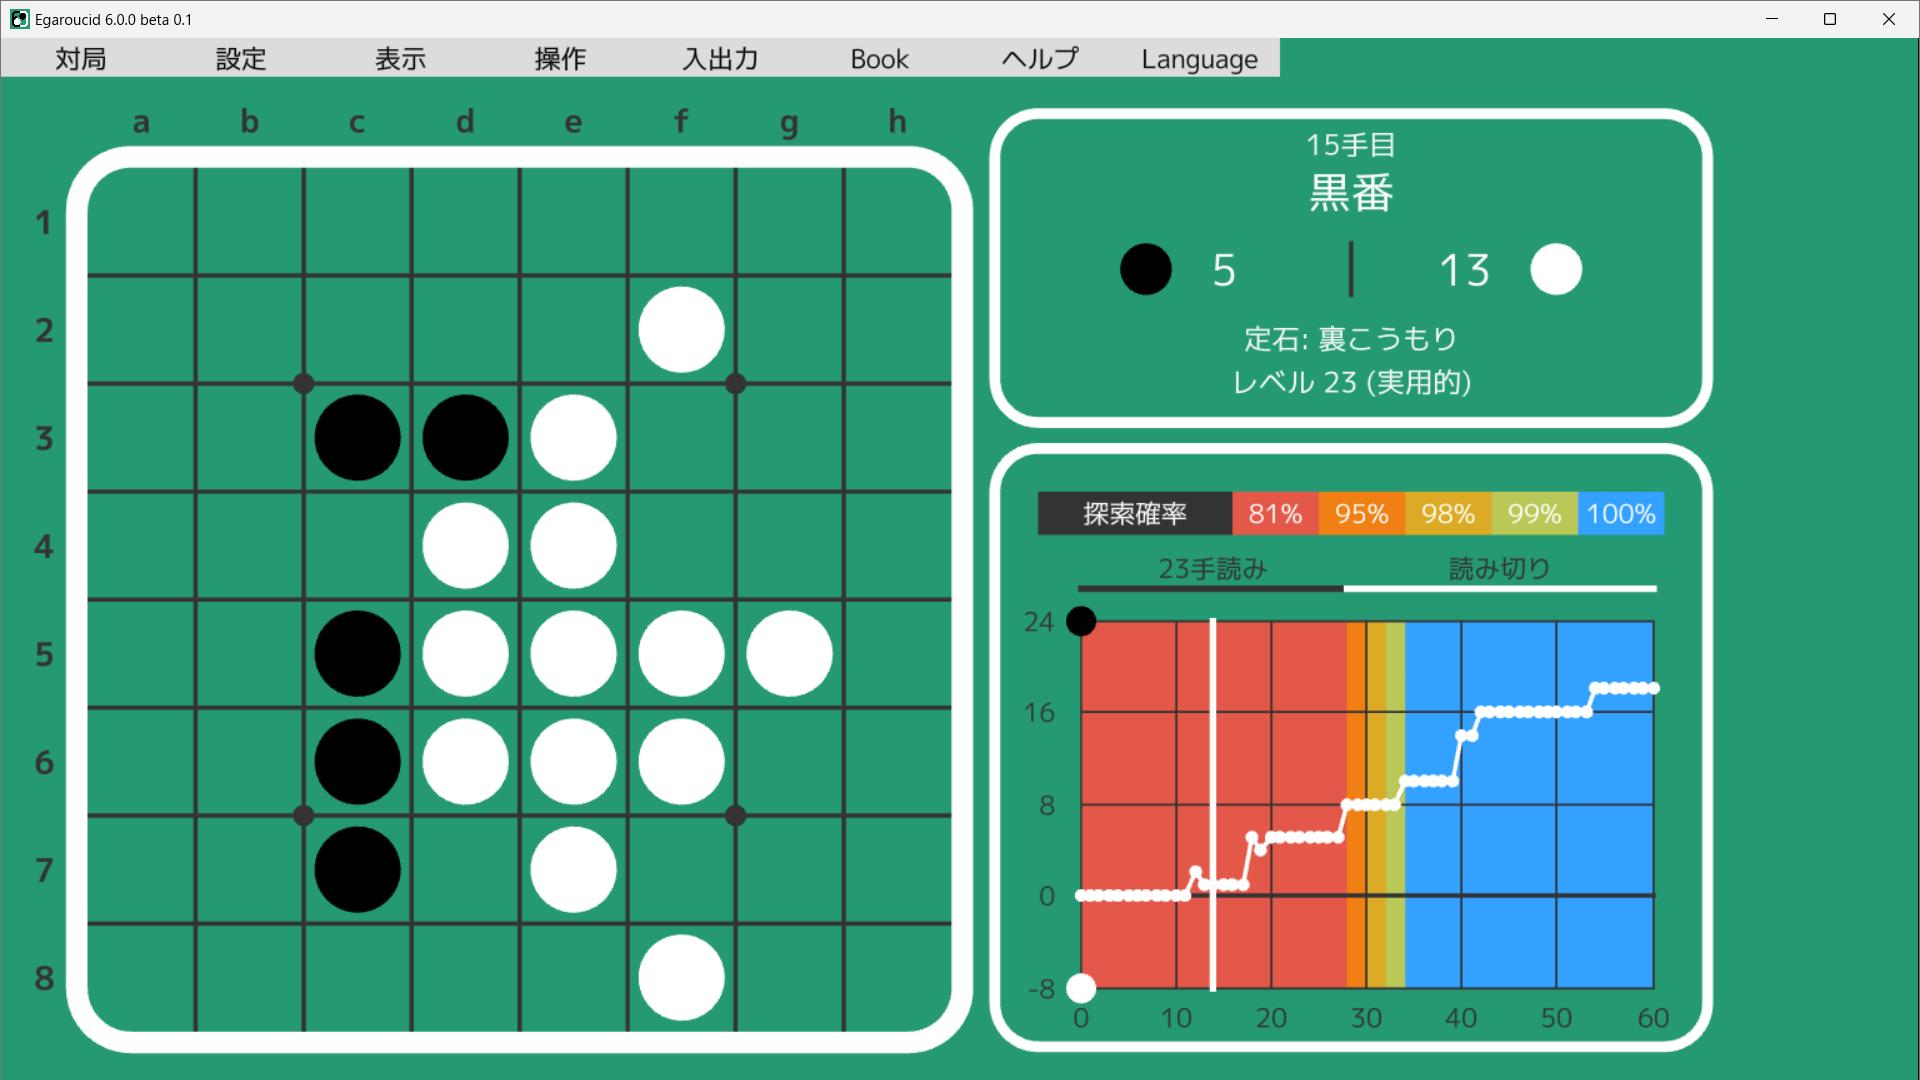 Egaroucid 6.0.0 beta 0.1
対局 設定 表示 操作 入出力 Book ヘルプ Language
a b c d e f g h
1
2
3
4
5
6
7
8
15手目
黒番
5 13
定石: 裏こうもり
レベル 23 (実用的)
探索確率 81% 95% 98% 99% 100%
23手読み 読み切り
24
16
8
0
-8
0 10 20 30 40 50 60